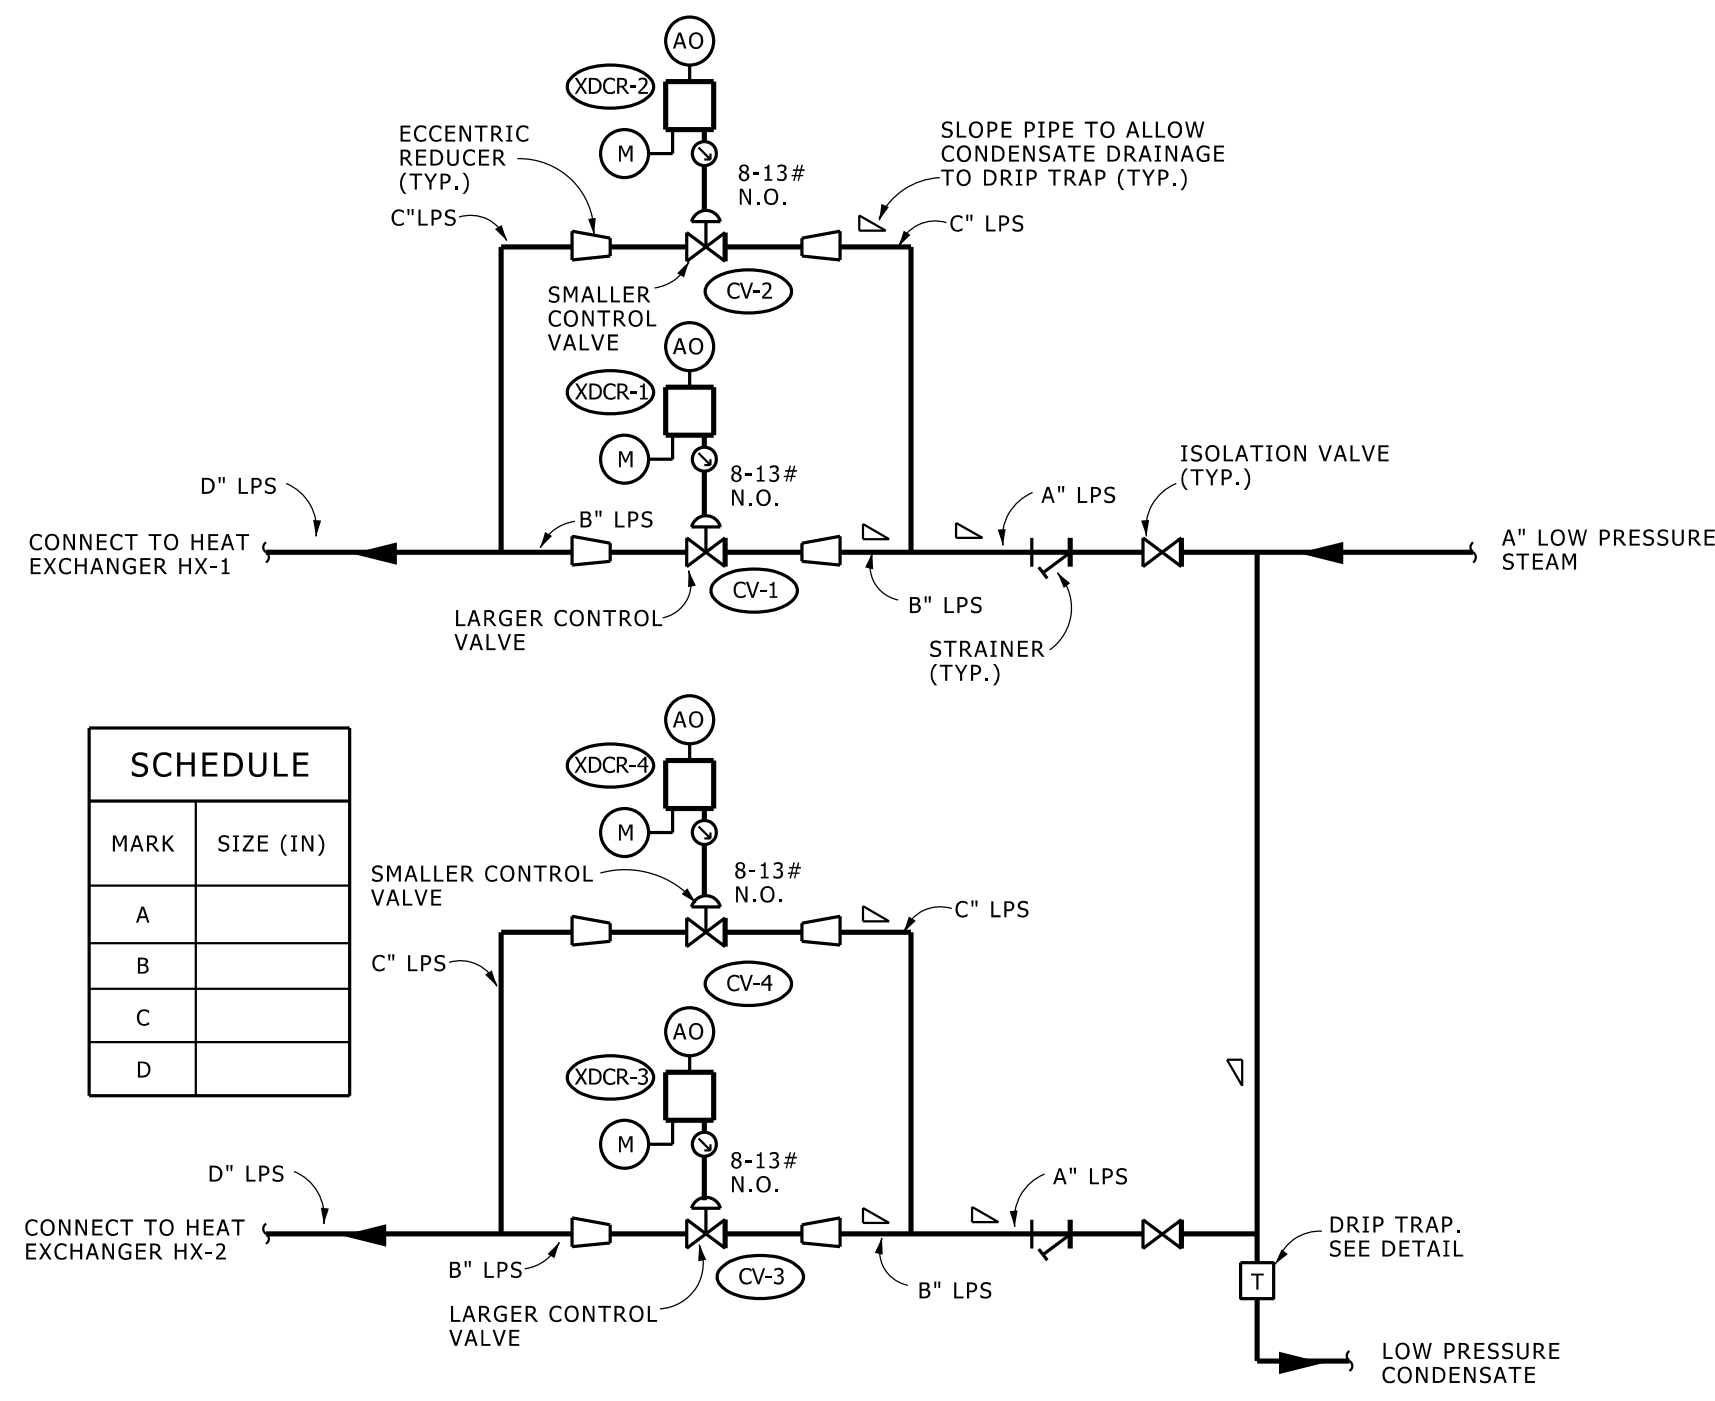 AO
XDCR-2
M
ECCENTRIC
REDUCER
(TYP.)
8-13#
N.O.
SLOPE PIPE TO ALLOW
CONDENSATE DRAINAGE
TO DRIP TRAP (TYP.)
C"LPS
C" LPS
SMALLER
CONTROL
VALVE
CV-2
AO
XDCR-1
M
8-13#
N.O.
ISOLATION VALVE
(TYP.)
D" LPS
B" LPS
A" LPS
CONNECT TO HEAT
EXCHANGER HX-1
A" LOW PRESSURE
STEAM
CV-1
B" LPS
LARGER CONTROL
VALVE
STRAINER
(TYP.)
AO
XDCR-4
M
SCHEDULE
MARK
SIZE (IN)
A
B
C
D
SMALLER CONTROL
VALVE
8-13#
N.O.
C" LPS
C" LPS
CV-4
AO
XDCR-3
M
8-13#
N.O.
D" LPS
A" LPS
CONNECT TO HEAT
EXCHANGER HX-2
DRIP TRAP.
SEE DETAIL
B" LPS
CV-3
B" LPS
T
LARGER CONTROL
VALVE
LOW PRESSURE
CONDENSATE